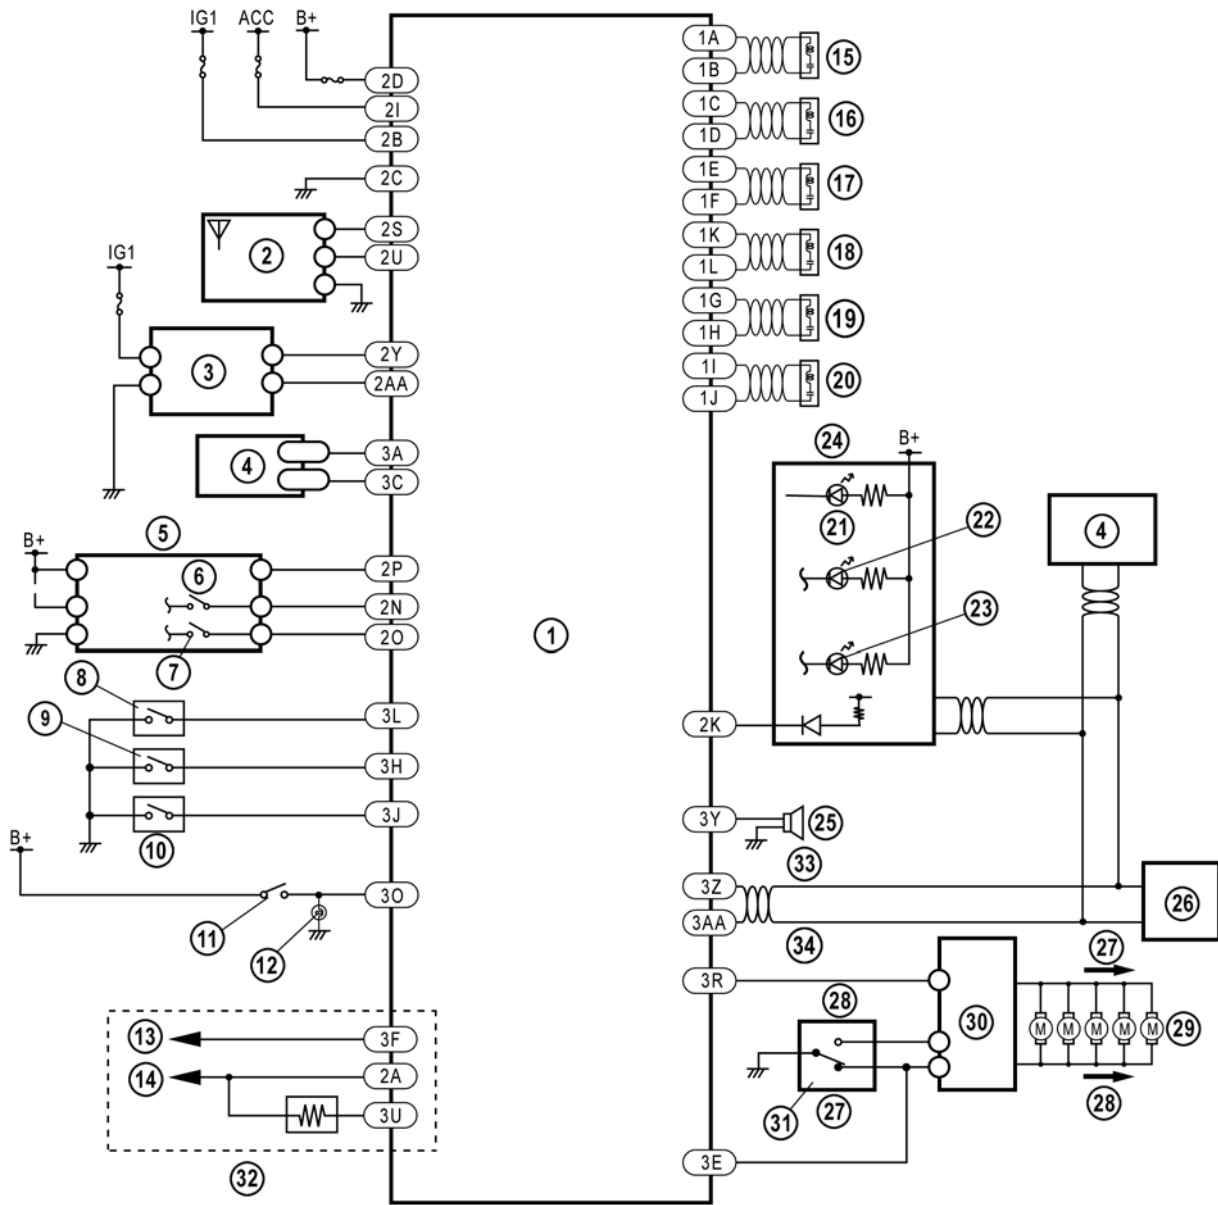 IG1 ACC B+
2D
2I
2B
2C
2S
2U
2
IG1
3
2Y
2AA
4
3A
3C
5
B+
6
7
2P
2N
2O
8
9
10
3L
3H
3J
B+
11
12
3O
13
14
3F
2A
3U
32
1
1A
1B
15
1C
1D
16
1E
1F
17
1K
1L
18
1G
1H
19
1I
1J
20
24
B+
21
22
23
4
2K
3Y
25
33
3Z
3AA
34
26
3R
28
27
30
31
27
M M M M M
29
28
3E